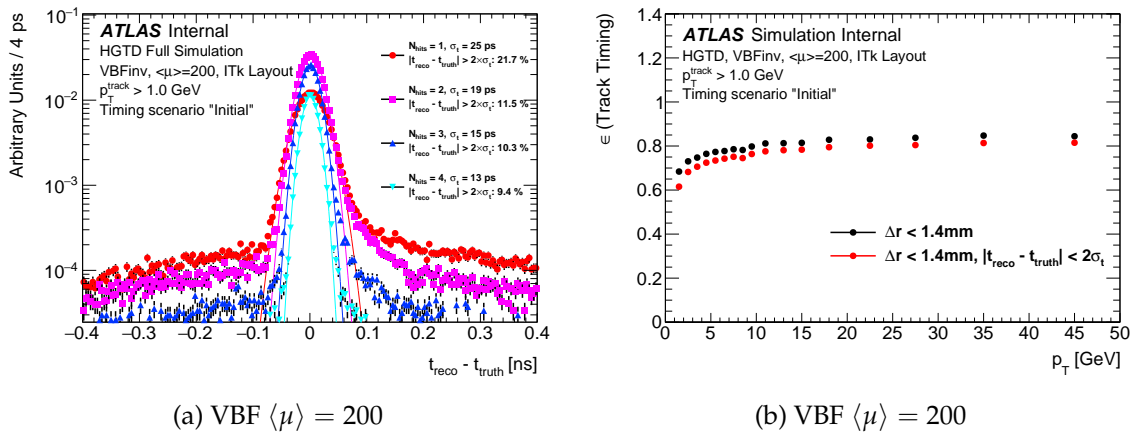 ATLAS Internal
HGTD Full Simulation
VBFinv, <μ>=200, ITk Layout
p_T^track > 1.0 GeV
Timing scenario "Initial"
N_hits = 1, σ_t = 25 ps
|t_reco - t_truth| > 2×σ_t: 21.7 %
N_hits = 2, σ_t = 19 ps
|t_reco - t_truth| > 2×σ_t: 11.5 %
N_hits = 3, σ_t = 15 ps
|t_reco - t_truth| > 2×σ_t: 10.3 %
N_hits = 4, σ_t = 13 ps
|t_reco - t_truth| > 2×σ_t: 9.4 %
Arbitrary Units / 4 ps
10^−1
10^−2
10^−3
10^−4
−0.4 −0.3 −0.2 −0.1 0 0.1 0.2 0.3 0.4
t_reco - t_truth [ns]
(a) VBF ⟨μ⟩ = 200
ATLAS Simulation Internal
HGTD, VBFinv, <μ>=200, ITk Layout
p_T^track > 1.0 GeV
Timing scenario "Initial"
Δr < 1.4mm
Δr < 1.4mm, |t_reco - t_truth| < 2σ_t
ε (Track Timing)
1.4
1.2
1
0.8
0.6
0.4
0.2
0
0 5 10 15 20 25 30 35 40 45 50
p_T [GeV]
(b) VBF ⟨μ⟩ = 200